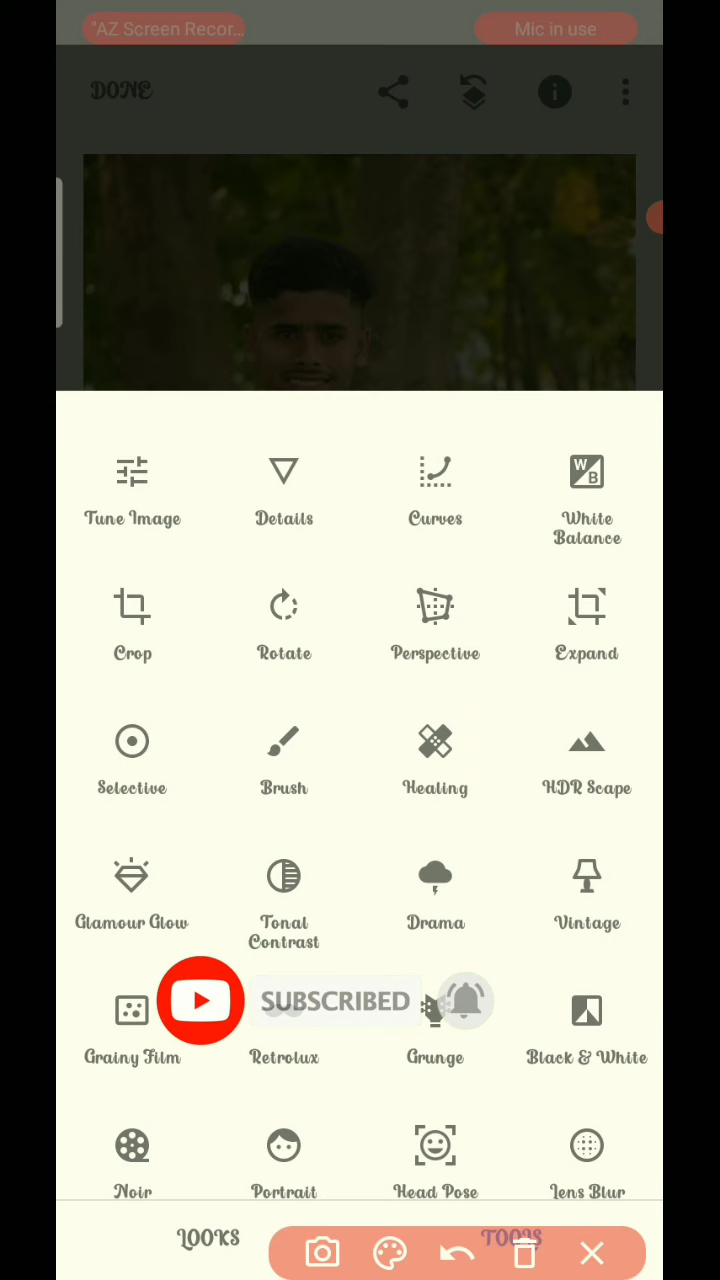 "AZ Screen Recor...
Mic in use
DONE
Tune Image
Details
Curves
White
Balance
W
B
Crop
Rotate
Perspective
Expand
Selective
Brush
Healing
HDR Scape
Glamour Glow
Tonal
Contrast
Drama
Vintage
SUBSCRIBED
Grainy Film
Retrolux
Grunge
Black & White
Noir
Portrait
Head Pose
Lens Blur
LOOKS
TOOLS